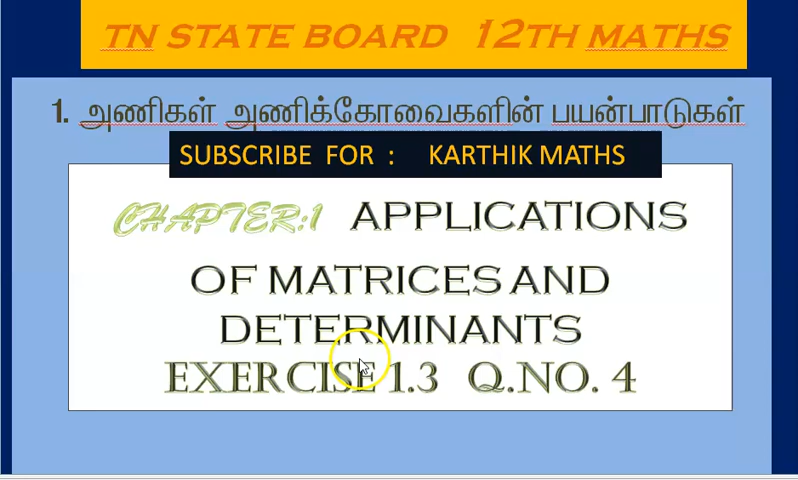 TN STATE BOARD 12TH MATHS
1. அணிகள் அணிக்கோவைகளின் பயன்பாடுகள்
SUBSCRIBE FOR : KARTHIK MATHS
CHAPTER:1 APPLICATIONS
OF MATRICES AND
DETERMINANTS
EXERCISE 1.3 Q.NO. 4